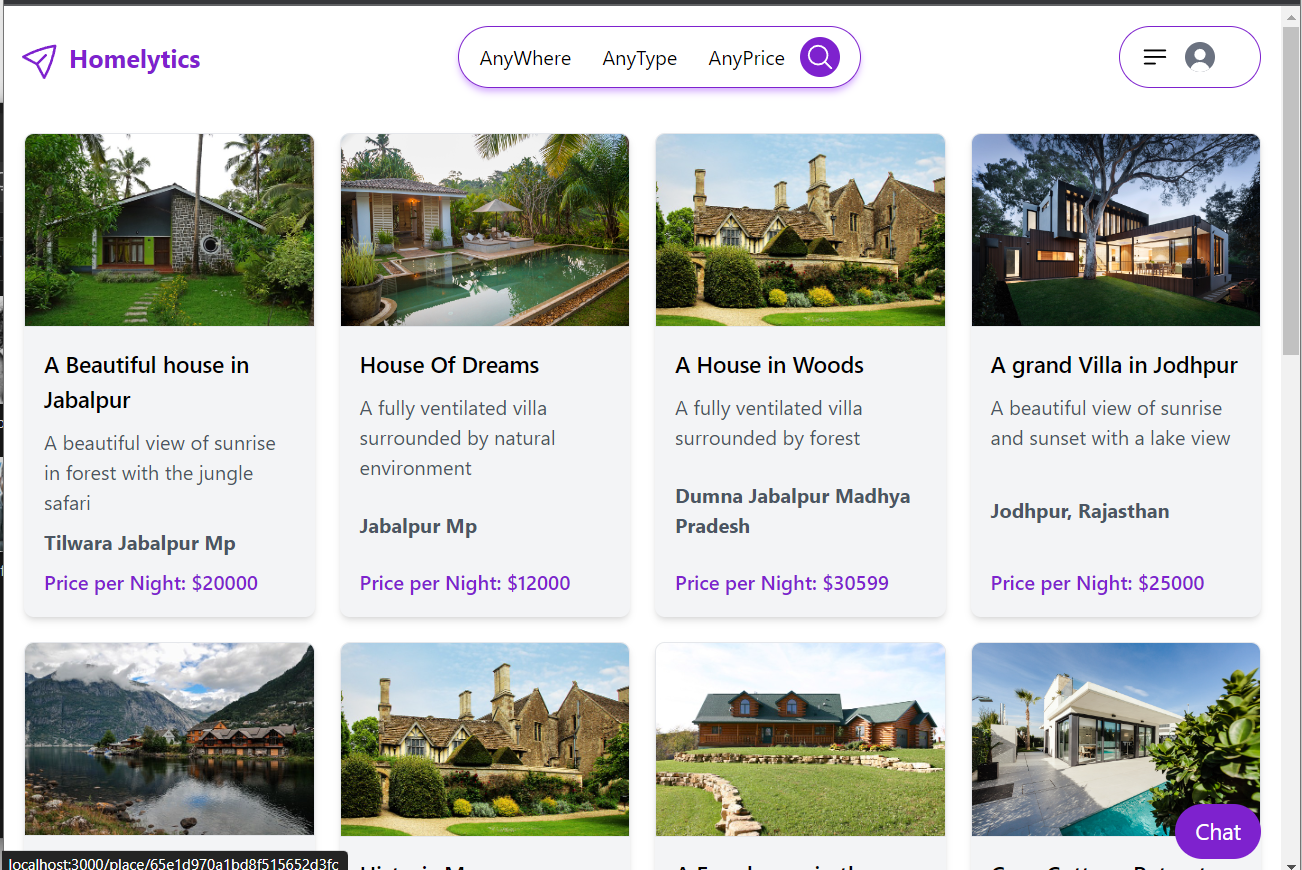 Homelytics
AnyWhere AnyType AnyPrice
A Beautiful house in
Jabalpur
A beautiful view of sunrise
in forest with the jungle
safari
Tilwara Jabalpur Mp
Price per Night: $20000
House Of Dreams
A fully ventilated villa
surrounded by natural
environment
Jabalpur Mp
Price per Night: $12000
A House in Woods
A fully ventilated villa
surrounded by forest
Dumna Jabalpur Madhya
Pradesh
Price per Night: $30599
A grand Villa in Jodhpur
A beautiful view of sunrise
and sunset with a lake view
Jodhpur, Rajasthan
Price per Night: $25000
Chat
localhost:3000/place/65e1d970a1bd8f515652d3fc